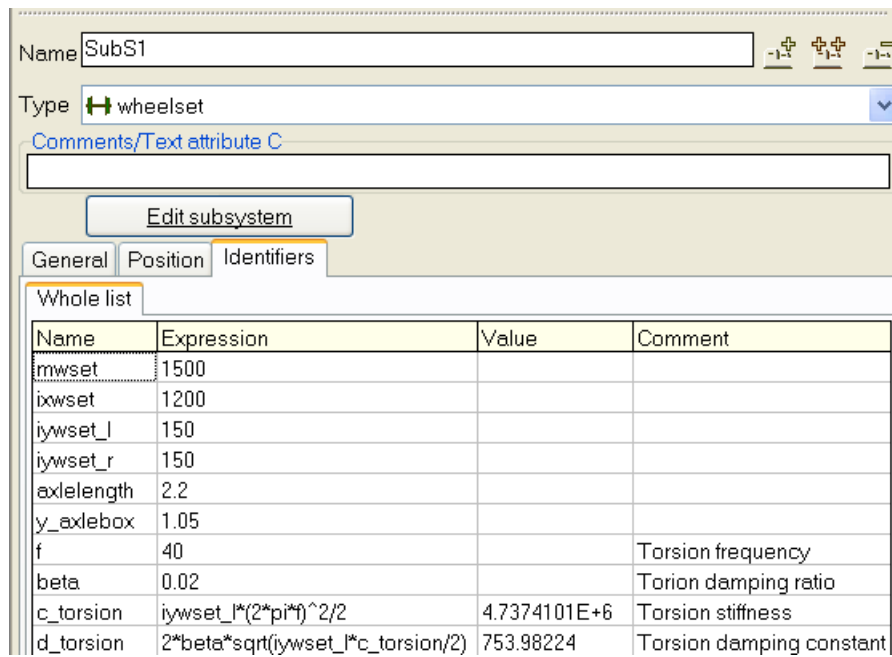 Name SubS1
Type wheelset
Comments/Text attribute C
Edit subsystem
General Position Identifiers
Whole list
Name Expression Value Comment
mwset 1500
ixwset 1200
iywset_l 150
iywset_r 150
axlelength 2.2
y_axlebox 1.05
f 40 Torsion frequency
beta 0.02 Torion damping ratio
c_torsion iywset_l*(2*pi*f)^2/2 4.7374101E+6 Torsion stiffness
d_torsion 2*beta*sqrt(iywset_l*c_torsion/2) 753.98224 Torsion damping constant